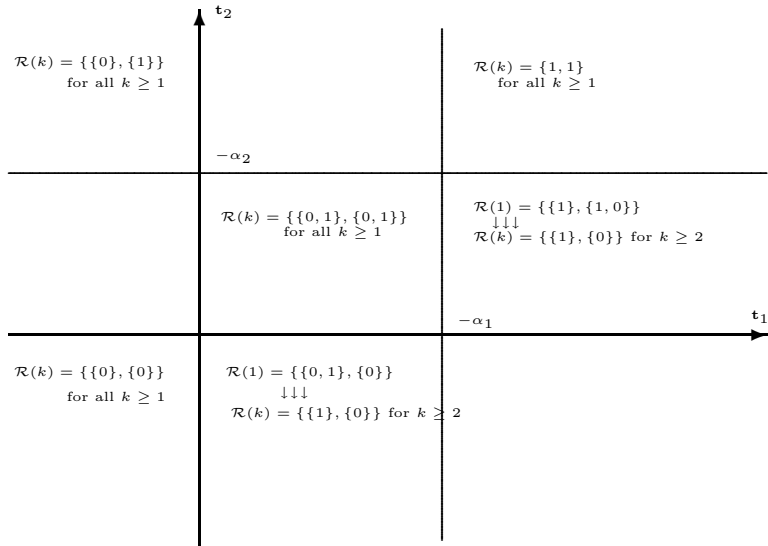 t₂
ℛ(k) = {{0}, {1}}
for all k ≥ 1
ℛ(k) = {1, 1}
for all k ≥ 1
−α₂
ℛ(k) = {{0, 1}, {0, 1}}
for all k ≥ 1
ℛ(1) = {{1}, {1, 0}}
↓↓↓
ℛ(k) = {{1}, {0}} for k ≥ 2
−α₁
t₁
ℛ(k) = {{0}, {0}}
for all k ≥ 1
ℛ(1) = {{0, 1}, {0}}
↓↓↓
ℛ(k) = {{1}, {0}} for k ≥ 2